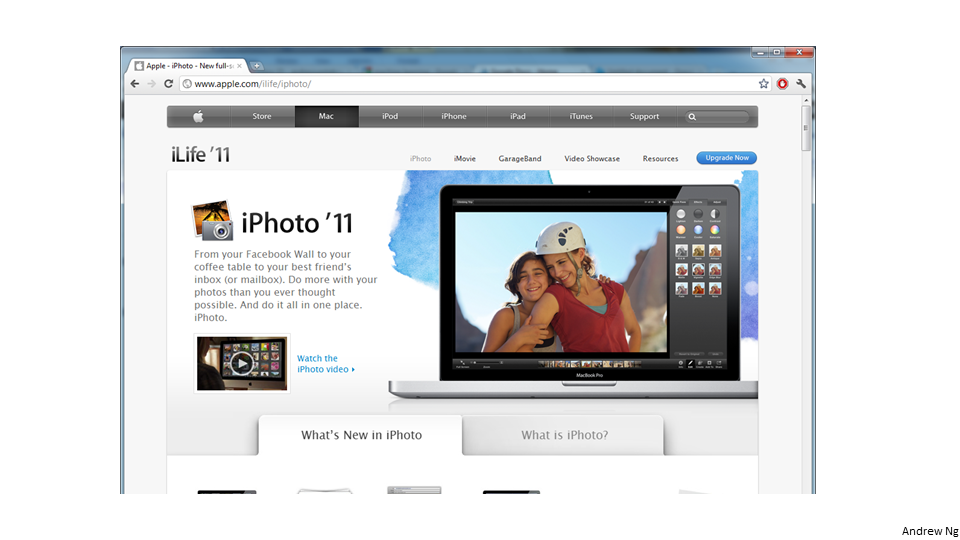 Apple - iPhoto - New full-s
www.apple.com/ilife/iphoto/
Store Mac iPod iPhone iPad iTunes Support
iLife '11
iPhoto iMovie GarageBand Video Showcase Resources Upgrade Now
iPhoto '11
From your Facebook Wall to your
coffee table to your best friend's
inbox (or mailbox). Do more with your
photos than you ever thought
possible. And do it all in one place.
iPhoto.
Watch the
iPhoto video
MacBook Pro
What's New in iPhoto
What is iPhoto?
Andrew Ng